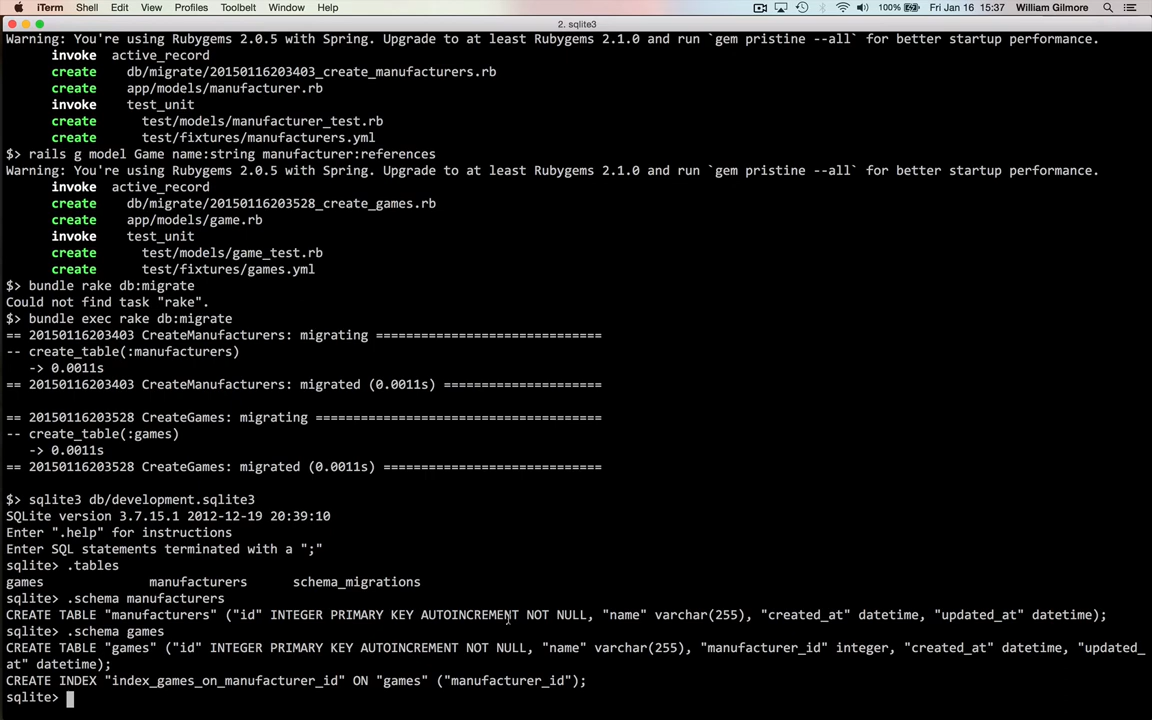 iTerm Shell Edit View Profiles Toolbelt Window Help 100% Fri Jan 16 15:37 William Gilmore
2. sqlite3
Warning: You're using Rubygems 2.0.5 with Spring. Upgrade to at least Rubygems 2.1.0 and run `gem pristine --all` for better startup performance.
invoke active_record
create db/migrate/20150116203403_create_manufacturers.rb
create app/models/manufacturer.rb
invoke test_unit
create test/models/manufacturer_test.rb
create test/fixtures/manufacturers.yml
$> rails g model Game name:string manufacturer:references
Warning: You're using Rubygems 2.0.5 with Spring. Upgrade to at least Rubygems 2.1.0 and run `gem pristine --all` for better startup performance.
invoke active_record
create db/migrate/20150116203528_create_games.rb
create app/models/game.rb
invoke test_unit
create test/models/game_test.rb
create test/fixtures/games.yml
$> bundle rake db:migrate
Could not find task "rake".
$> bundle exec rake db:migrate
== 20150116203403 CreateManufacturers: migrating ==============================
-- create_table(:manufacturers)
-> 0.0011s
== 20150116203403 CreateManufacturers: migrated (0.0011s) =====================
== 20150116203528 CreateGames: migrating ======================================
-- create_table(:games)
-> 0.0011s
== 20150116203528 CreateGames: migrated (0.0011s) =============================
$> sqlite3 db/development.sqlite3
SQLite version 3.7.15.1 2012-12-19 20:39:10
Enter ".help" for instructions
Enter SQL statements terminated with a ";"
sqlite> .tables
games manufacturers schema_migrations
sqlite> .schema manufacturers
CREATE TABLE "manufacturers" ("id" INTEGER PRIMARY KEY AUTOINCREMENT NOT NULL, "name" varchar(255), "created_at" datetime, "updated_at" datetime);
sqlite> .schema games
CREATE TABLE "games" ("id" INTEGER PRIMARY KEY AUTOINCREMENT NOT NULL, "name" varchar(255), "manufacturer_id" integer, "created_at" datetime, "updated_
at" datetime);
CREATE INDEX "index_games_on_manufacturer_id" ON "games" ("manufacturer_id");
sqlite>